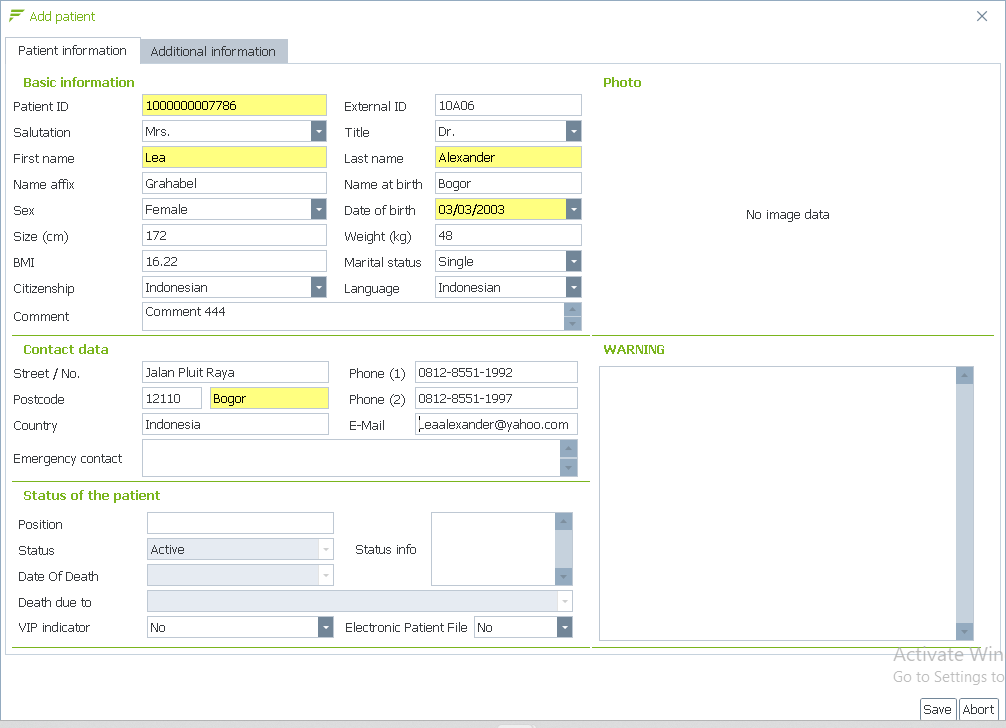 Add patient
Patient information Additional information
Basic information Photo
Patient ID 1000000007786 External ID 10A06
Salutation Mrs. Title Dr.
First name Lea Last name Alexander
Name affix Grahabel Name at birth Bogor
Sex Female Date of birth 03/03/2003
No image data
Size (cm) 172 Weight (kg) 48
BMI 16.22 Marital status Single
Citizenship Indonesian Language Indonesian
Comment Comment 444
Contact data WARNING
Street / No. Jalan Pluit Raya Phone (1) 0812-8551-1992
Postcode 12110 Bogor Phone (2) 0812-8551-1997
Country Indonesia E-Mail Leaalexander@yahoo.com
Emergency contact
Status of the patient
Position
Status Active Status info
Date Of Death
Death due to
VIP indicator No Electronic Patient File No
Activate Win
Go to Settings to
Save Abort